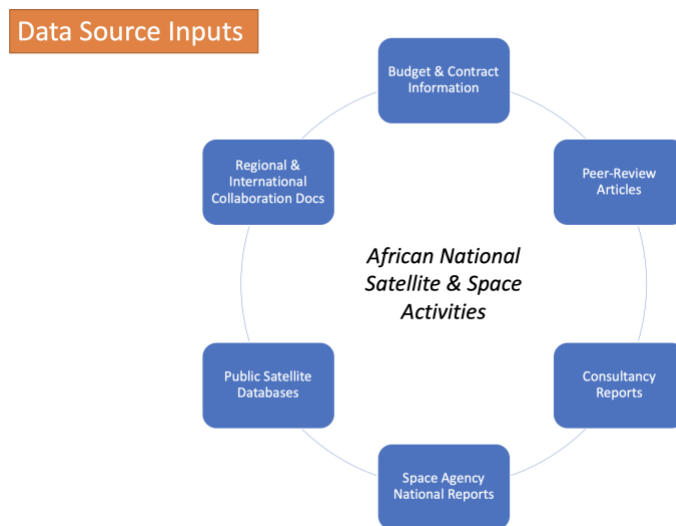 Data Source Inputs
Budget & Contract
Information
Peer-Review
Articles
Consultancy
Reports
Space Agency
National Reports
Public Satellite
Databases
Regional &
International
Collaboration Docs
African National
Satellite & Space
Activities